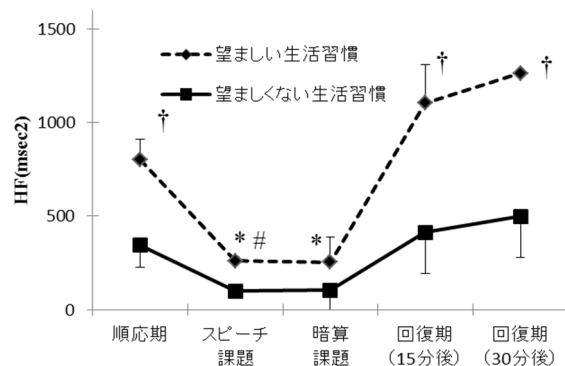 1500
1000
500
0
HF(msec2)
望ましい生活習慣
望ましくない生活習慣
†
* #
*
†
†
順応期
スピーチ
課題
暗算
課題
回復期
(15分後)
回復期
(30分後)